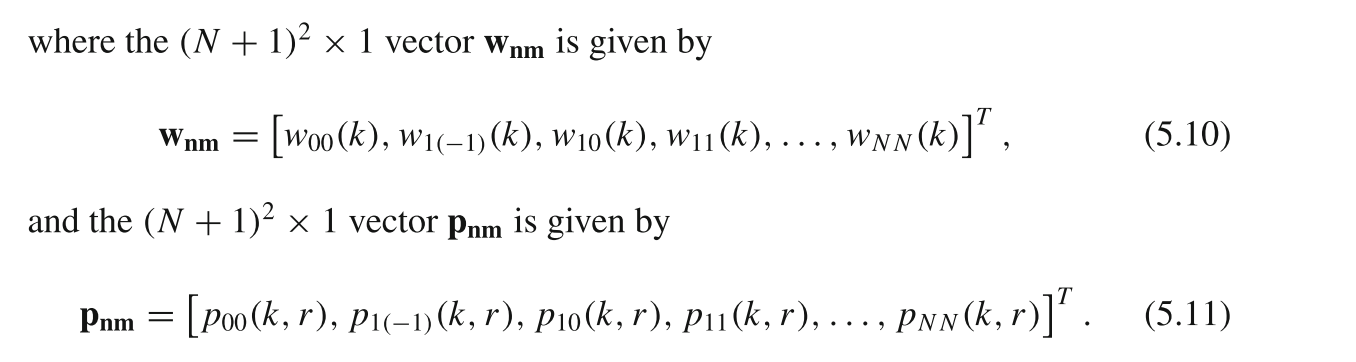 where the (N + 1)² × 1 vector w_nm is given by
w_nm = [w_00(k), w_1(−1)(k), w_10(k), w_11(k), . . . , w_NN(k)]^T , (5.10)
and the (N + 1)² × 1 vector p_nm is given by
p_nm = [p_00(k, r), p_1(−1)(k, r), p_10(k, r), p_11(k, r), . . . , p_NN(k, r)]^T . (5.11)